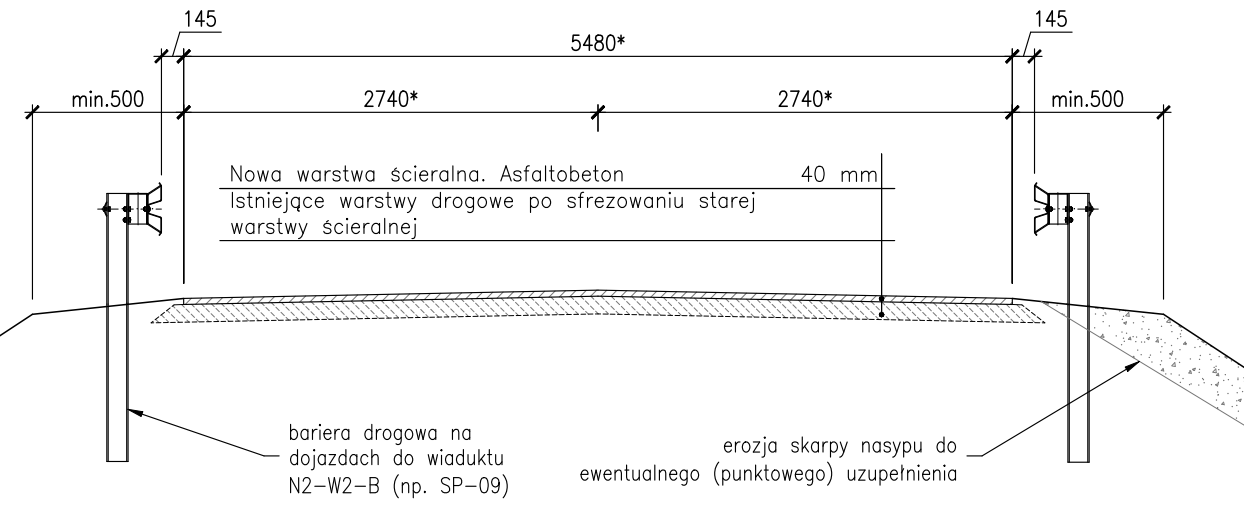 145
145
5480*
min.500
2740*
2740*
min.500
Nowa warstwa ścieralna. Asfaltobeton 40 mm
Istniejące warstwy drogowe po sfrezowaniu starej
warstwy ścieralnej
bariera drogowa na
dojazdach do wiaduktu
N2-W2-B (np. SP-09)
erozja skarpy nasypu do
ewentualnego (punktowego) uzupełnienia